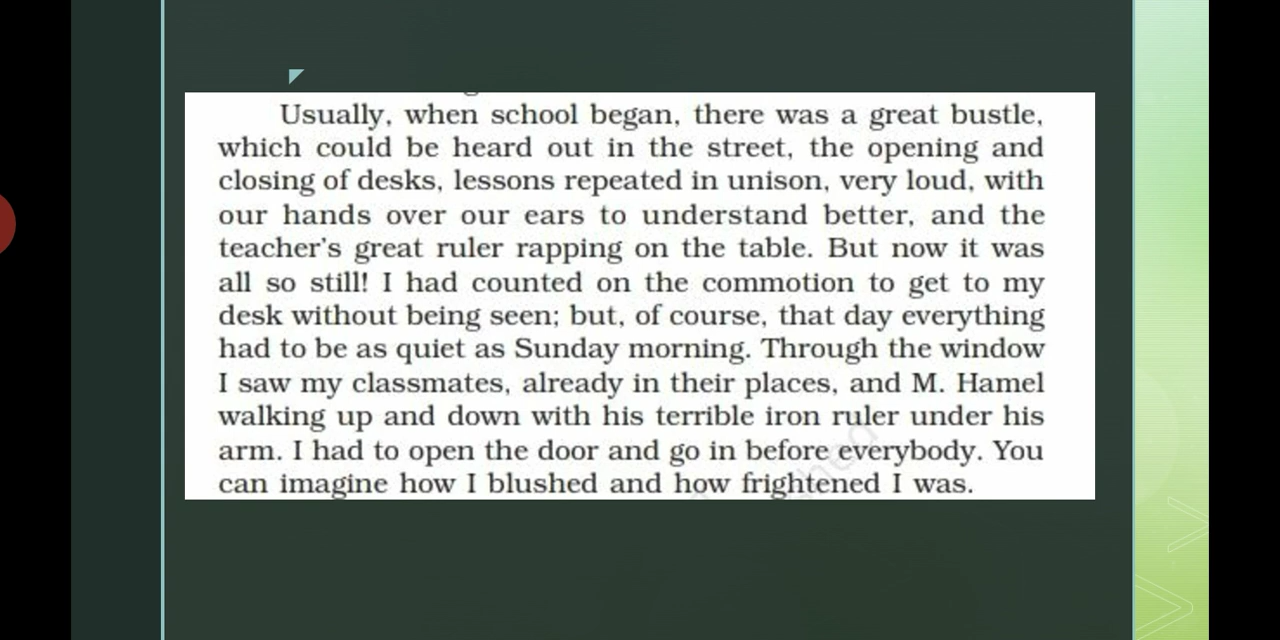 Usually, when school began, there was a great bustle,
which could be heard out in the street, the opening and
closing of desks, lessons repeated in unison, very loud, with
our hands over our ears to understand better, and the
teacher's great ruler rapping on the table. But now it was
all so still! I had counted on the commotion to get to my
desk without being seen; but, of course, that day everything
had to be as quiet as Sunday morning. Through the window
I saw my classmates, already in their places, and M. Hamel
walking up and down with his terrible iron ruler under his
arm. I had to open the door and go in before everybody. You
can imagine how I blushed and how frightened I was.